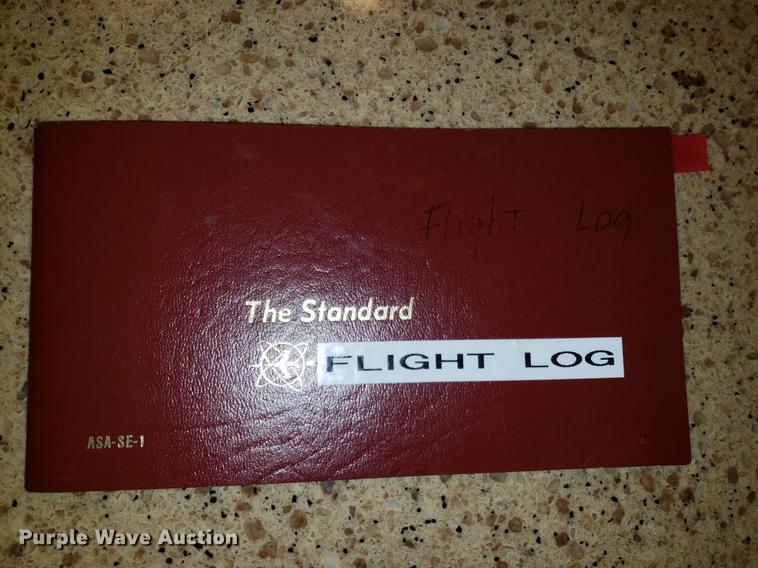 Flight Log
The Standard
FLIGHT LOG
ASA-SE-1
Purple Wave Auction